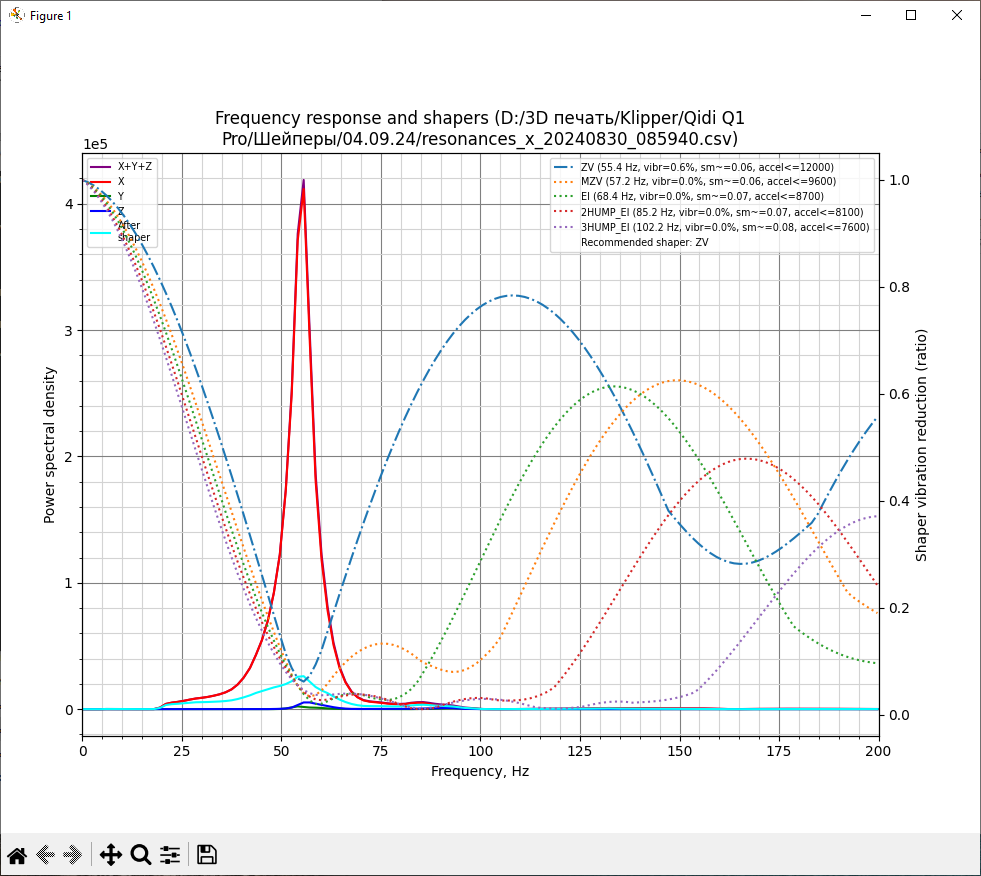 Figure 1
Frequency response and shapers (D:/3D печать/Klipper/Qidi Q1
Pro/Шейперы/04.09.24/resonances_x_20240830_085940.csv)
1e5
X+Y+Z
X
Y
Z
After
shaper
ZV (55.4 Hz, vibr=0.6%, sm~=0.06, accel<=12000)
MZV (57.2 Hz, vibr=0.0%, sm~=0.06, accel<=9600)
EI (68.4 Hz, vibr=0.0%, sm~=0.07, accel<=8700)
2HUMP_EI (85.2 Hz, vibr=0.0%, sm~=0.07, accel<=8100)
3HUMP_EI (102.2 Hz, vibr=0.0%, sm~=0.08, accel<=7600)
Recommended shaper: ZV
4
3
2
1
0
Power spectral density
1.0
0.8
0.6
0.4
0.2
0.0
Shaper vibration reduction (ratio)
0 25 50 75 100 125 150 175 200
Frequency, Hz